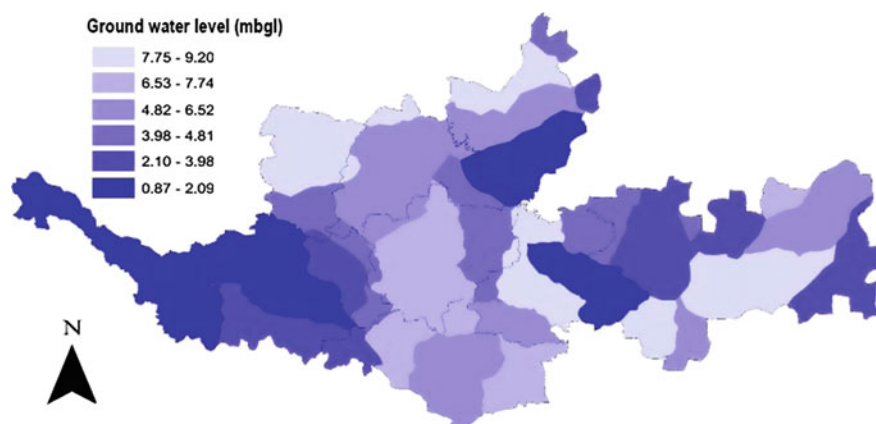 Ground water level (mbgl)
7.75 - 9.20
6.53 - 7.74
4.82 - 6.52
3.98 - 4.81
2.10 - 3.98
0.87 - 2.09
N